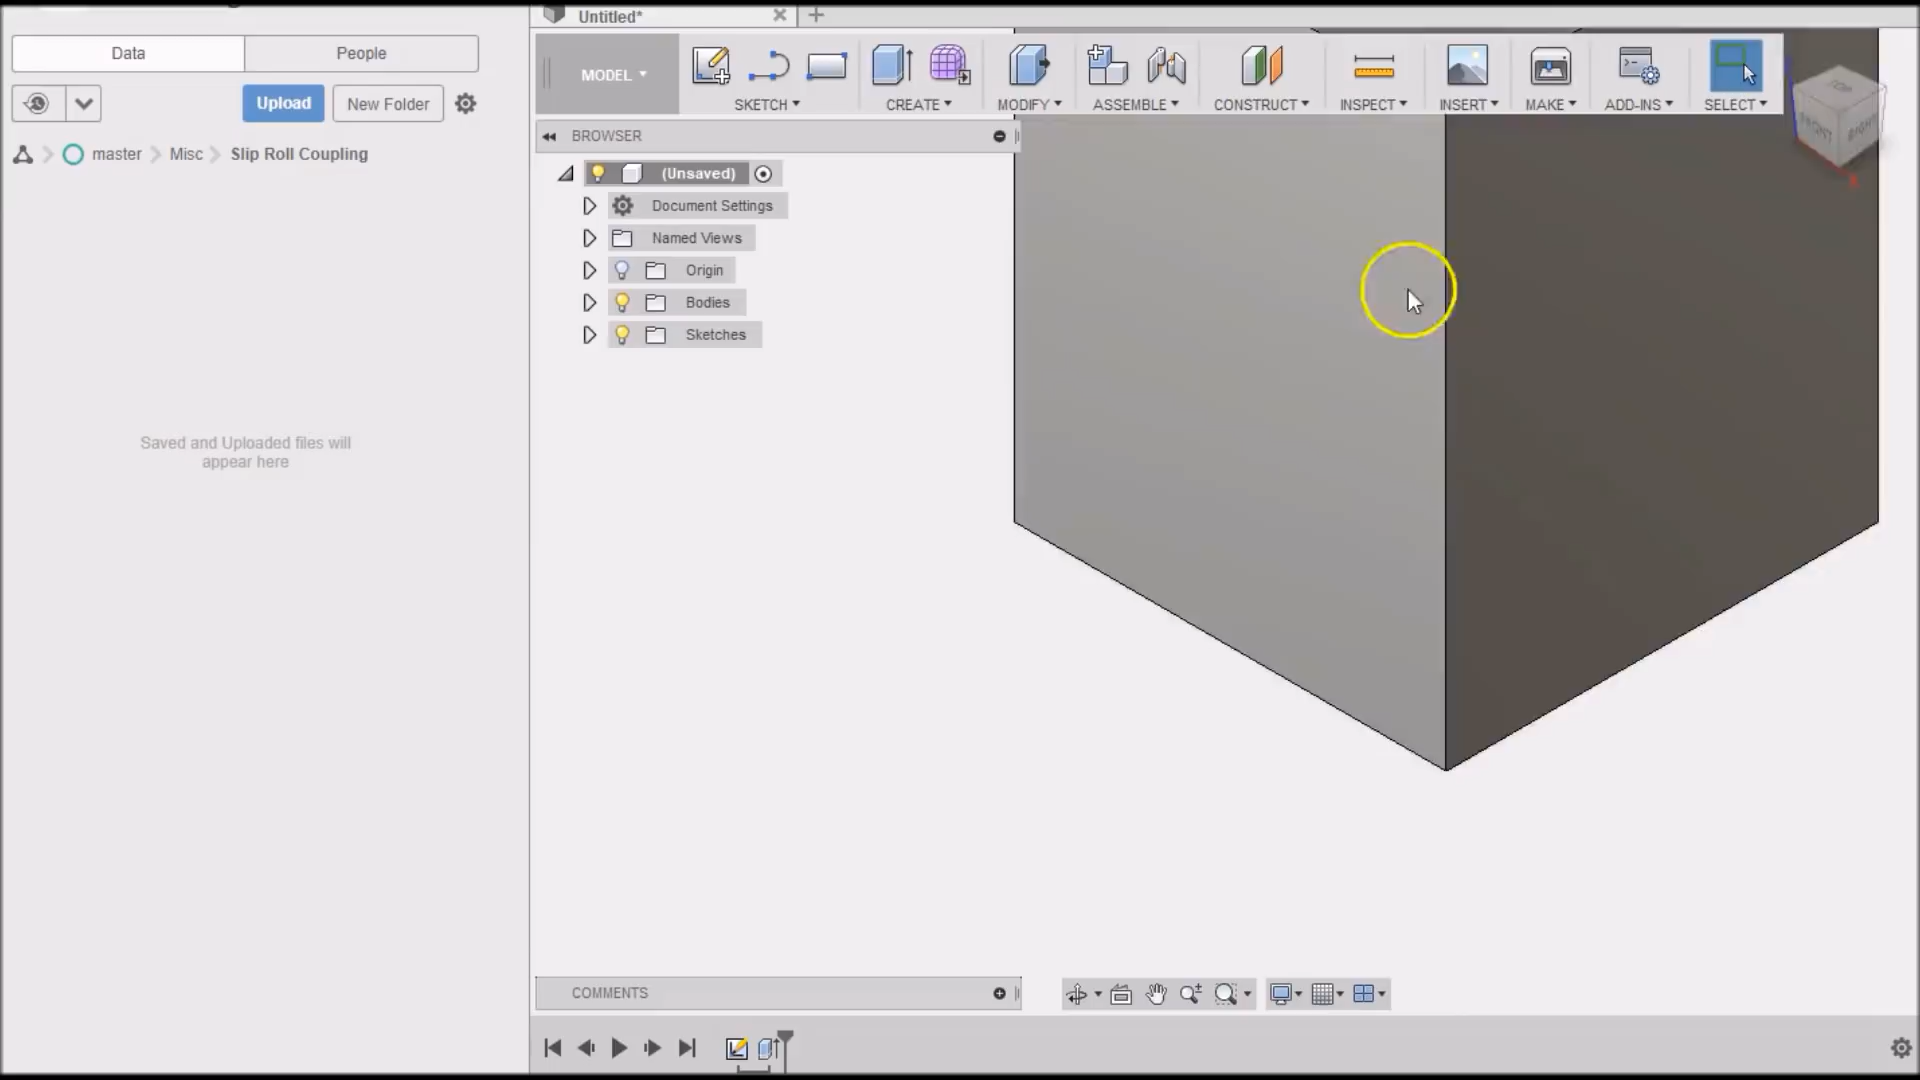 Untitled*
Data
People
MODEL
SKETCH
CREATE
MODIFY
ASSEMBLE
CONSTRUCT
INSPECT
INSERT
MAKE
ADD-INS
SELECT
Upload
New Folder
FRONT
RIGHT
BROWSER
master
Misc
Slip Roll Coupling
(Unsaved)
Document Settings
Named Views
Origin
Bodies
Sketches
Saved and Uploaded files will
appear here
COMMENTS